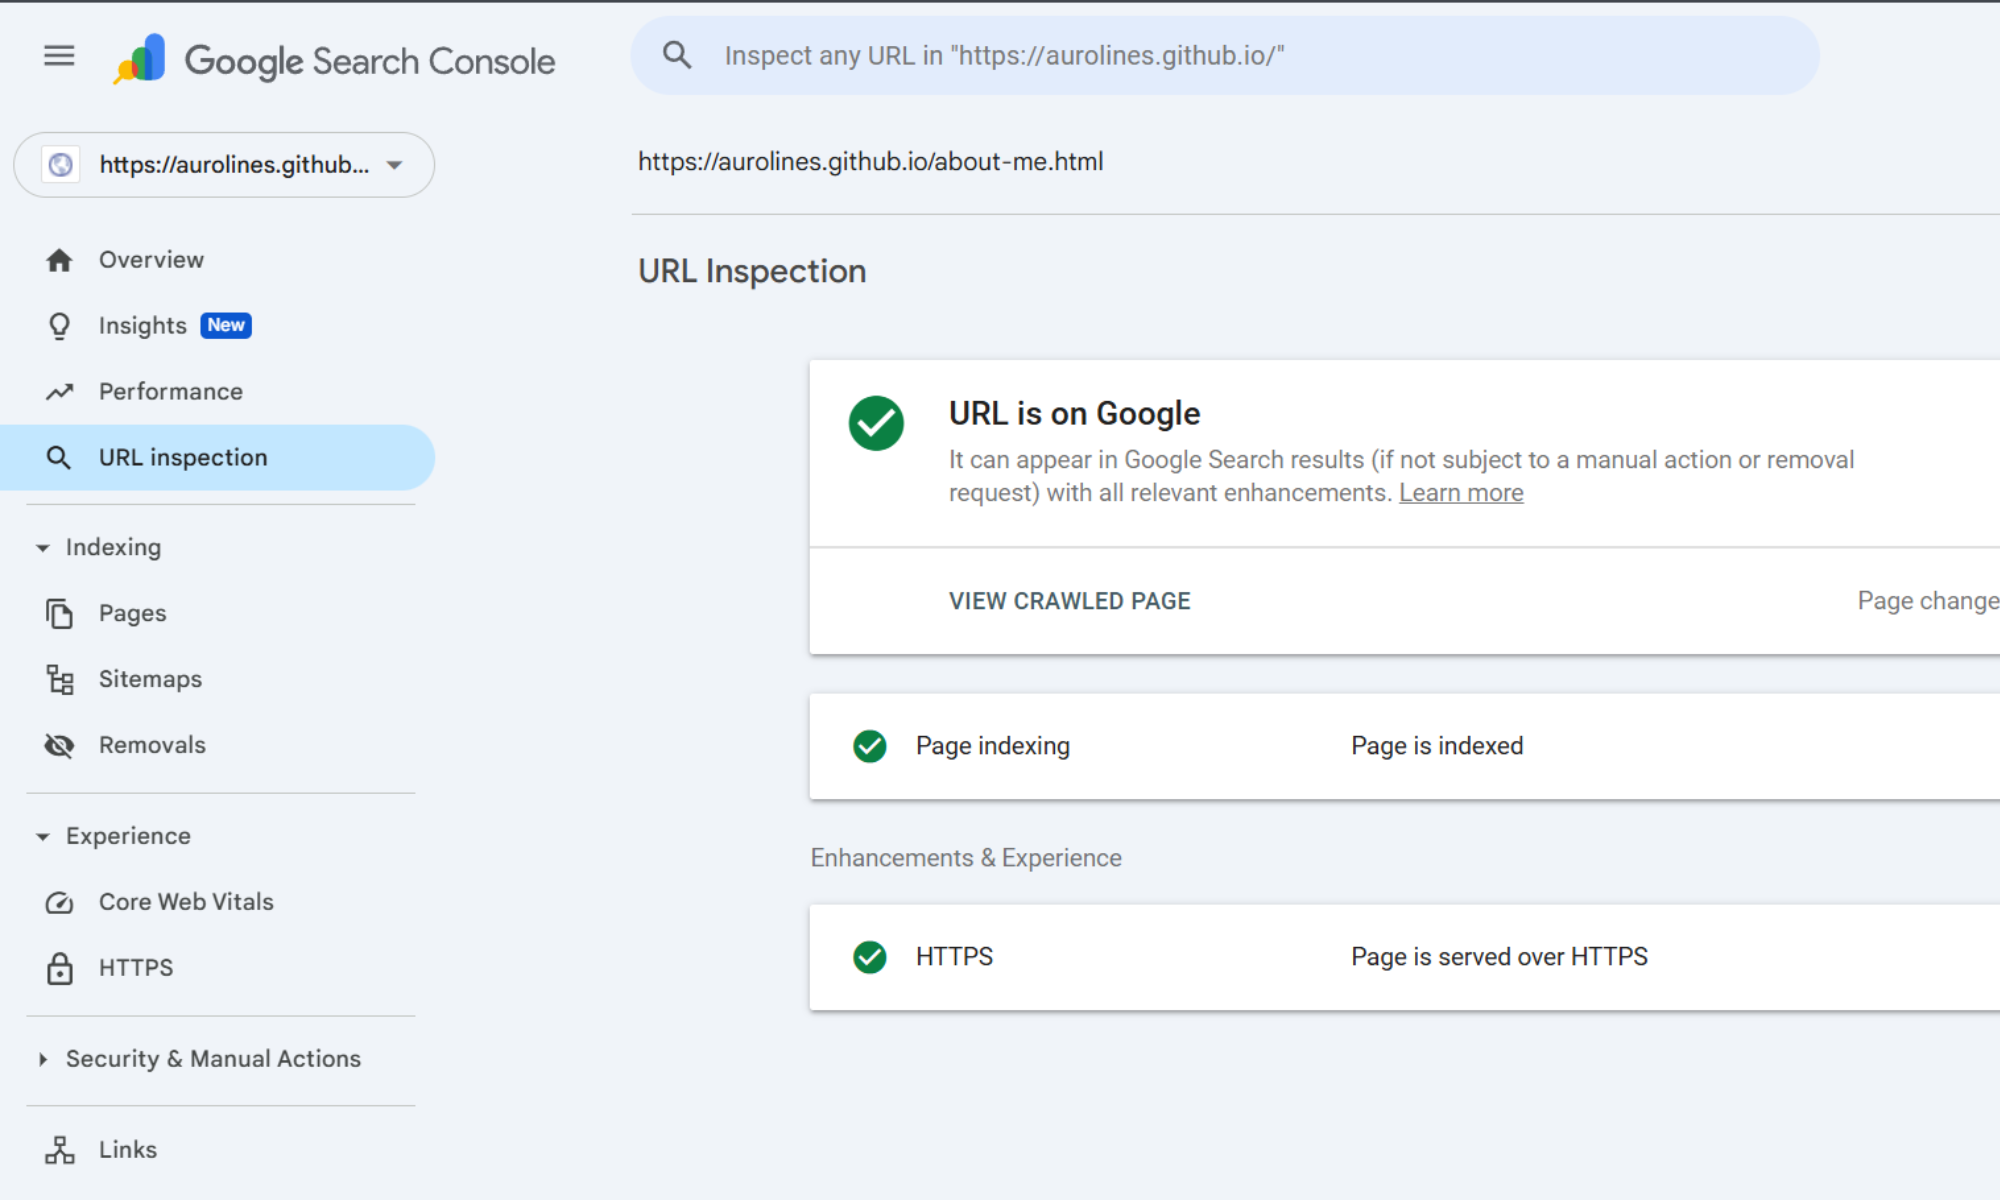 Google Search Console
Inspect any URL in "https://aurolines.github.io/"
https://aurolines.github...
https://aurolines.github.io/about-me.html
Overview
Insights New
Performance
URL inspection
Indexing
Pages
Sitemaps
Removals
Experience
Core Web Vitals
HTTPS
Security & Manual Actions
Links
URL Inspection
URL is on Google
It can appear in Google Search results (if not subject to a manual action or removal
request) with all relevant enhancements. Learn more
VIEW CRAWLED PAGE
Page change
Page indexing
Page is indexed
Enhancements & Experience
HTTPS
Page is served over HTTPS